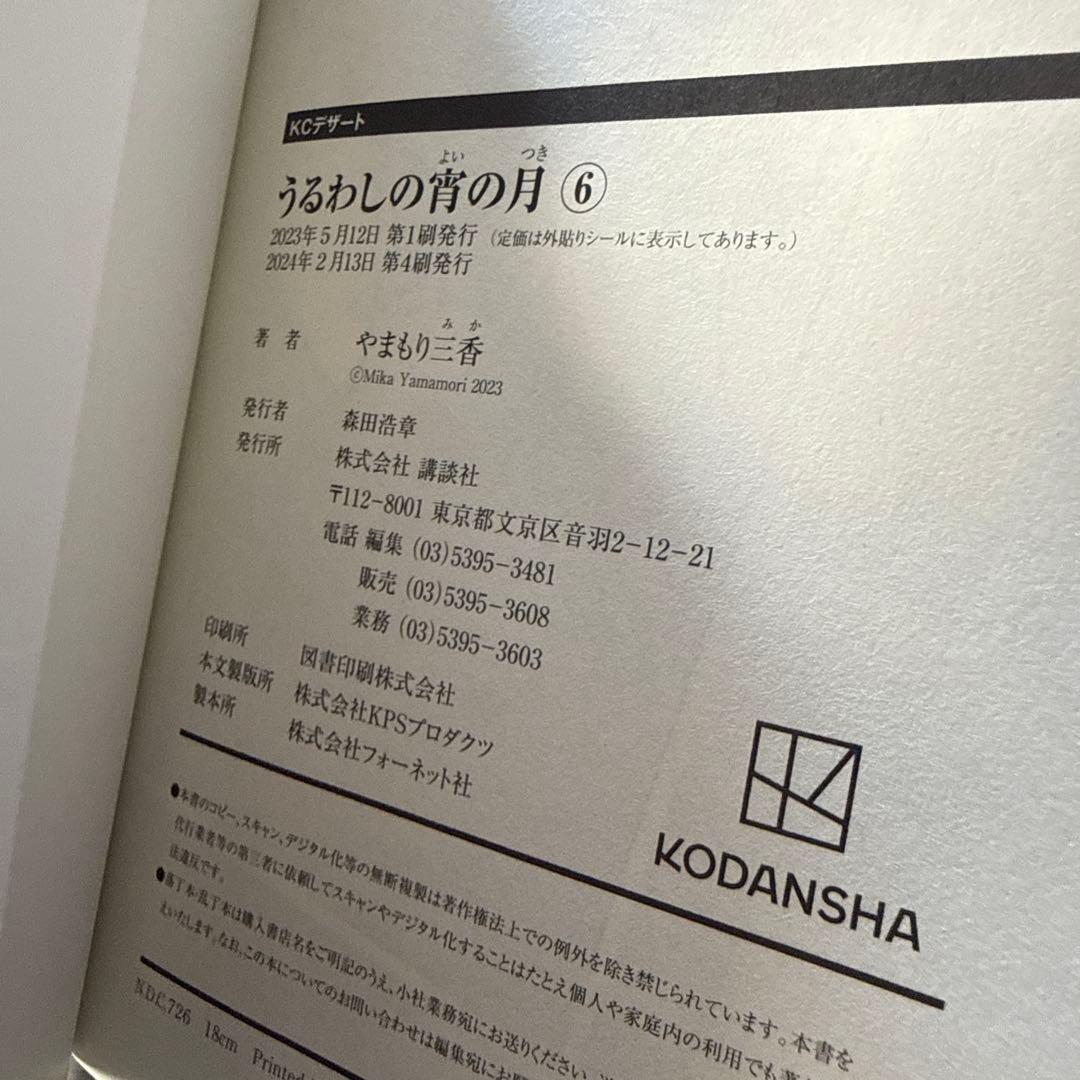 KCデザート
うるわしの宵の月 ⑥
よい つき
2023年5月12日 第1刷発行 (定価は外貼りシールに表示してあります。)
2024年2月13日 第4刷発行
著者 やまもり三香
みか
©Mika Yamamori 2023
発行者 森田浩章
発行所 株式会社 講談社
〒112-8001 東京都文京区音羽2-12-21
電話 編集 (03)5395-3481
販売 (03)5395-3608
業務 (03)5395-3603
印刷所 図書印刷株式会社
本文製版所 株式会社KPSプロダクツ
製本所 株式会社フォーネット社
KODANSHA
●本書のコピー、スキャン、デジタル化等の無断複製は著作権法上での例外を除き禁じられています。本書を
代行業者等の第三者に依頼してスキャンやデジタル化することはたとえ個人や家庭内の利用でも著
法違反です。
●落丁本・乱丁本は購入書店名をご明記のうえ、小社業務宛にお送りください。
えいたします。なお、この本についてのお問い合わせは編集宛にお
N.D.C.726 18cm Printed